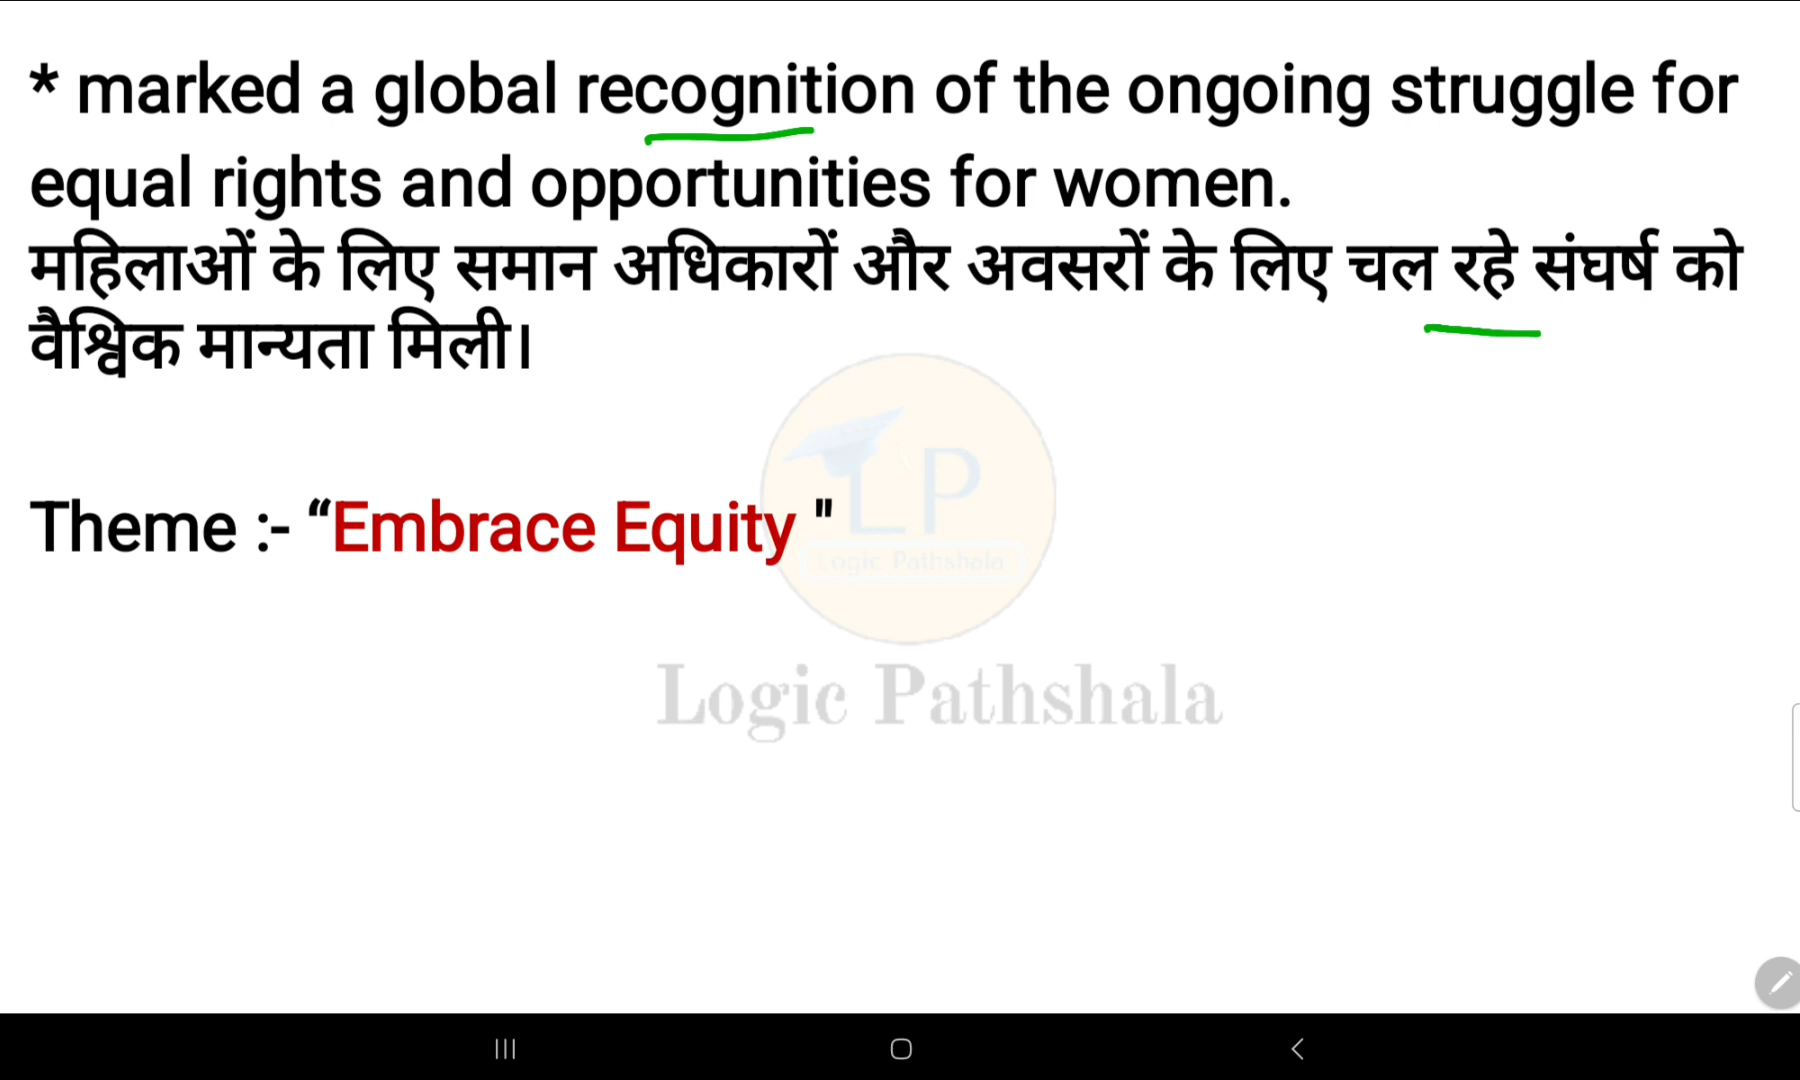 * marked a global recognition of the ongoing struggle for
equal rights and opportunities for women.
महिलाओं के लिए समान अधिकारों और अवसरों के लिए चल रहे संघर्ष को
वैश्विक मान्यता मिली।
Theme :- “Embrace Equity "
LP
Logic Pathshala
Logic Pathshala